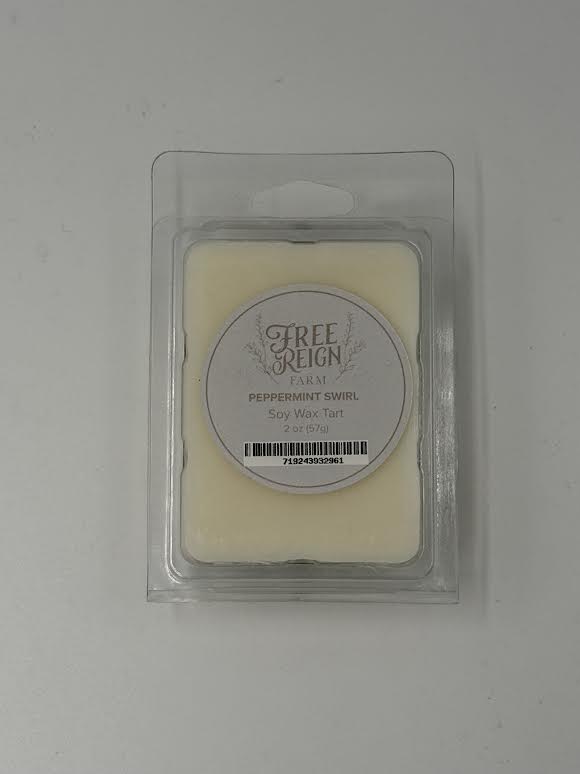 FREE
REIGN
FARM
PEPPERMINT SWIRL
Soy Wax Tart
2 oz (57g)
719243932961